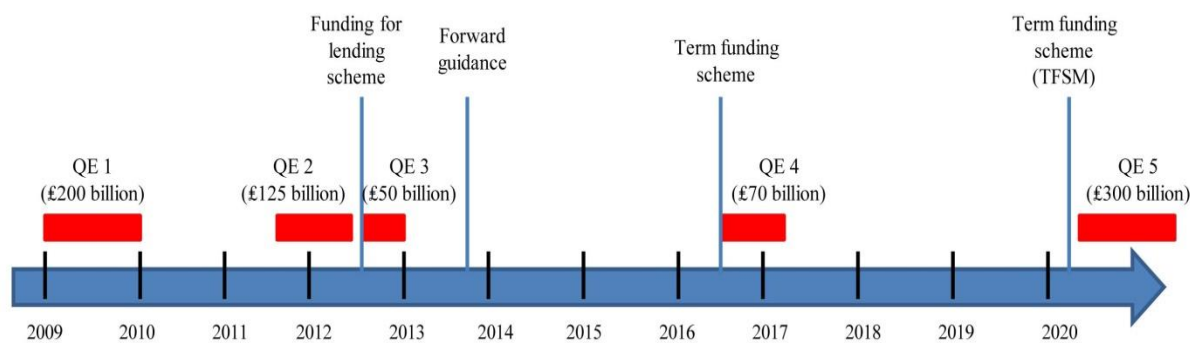 Funding for
lending
scheme
Forward
guidance
Term funding
scheme
Term funding
scheme
(TFSM)
QE 1
(£200 billion)
QE 2
(£125 billion)
QE 3
(£50 billion)
QE 4
(£70 billion)
QE 5
(£300 billion)
2009 2010 2011 2012 2013 2014 2015 2016 2017 2018 2019 2020